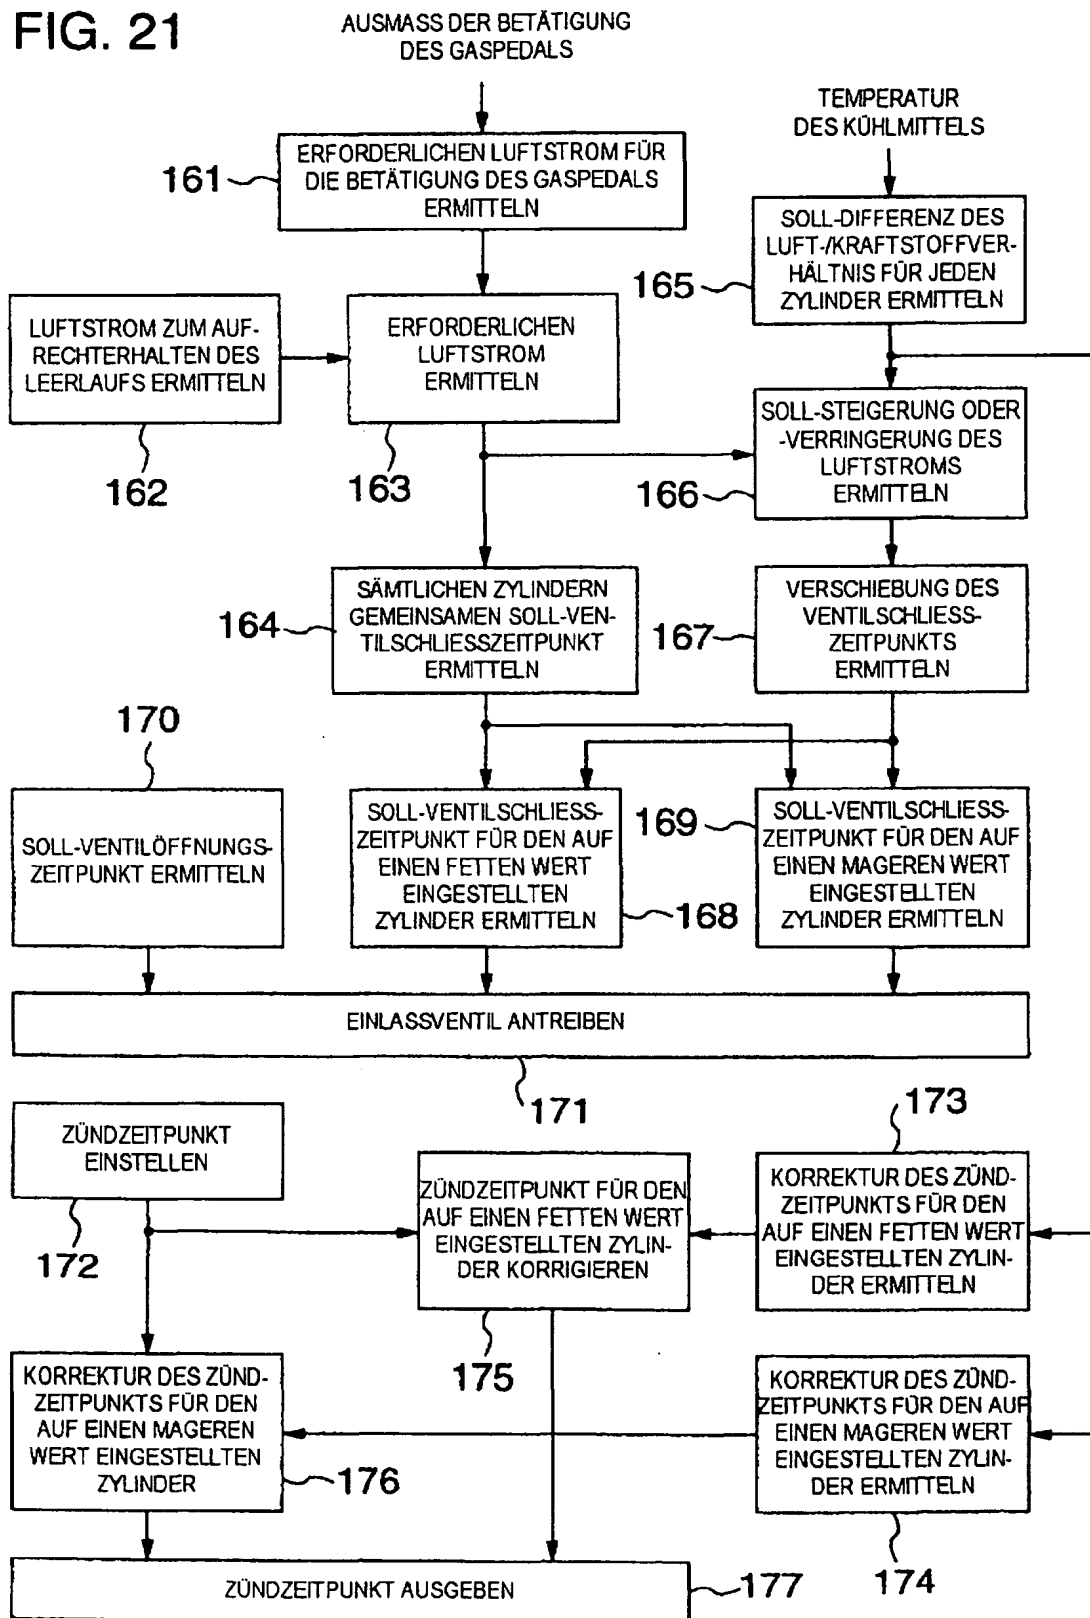 FIG. 21
AUSMASS DER BETÄTIGUNG
DES GASPEDALS
TEMPERATUR
DES KÜHLMITTELS
161
ERFORDERLICHEN LUFTSTROM FÜR
DIE BETÄTIGUNG DES GASPEDALS
ERMITTELN
165
SOLL-DIFFERENZ DES
LUFT-/KRAFTSTOFFVER-
HÄLTNIS FÜR JEDEN
ZYLINDER ERMITTELN
LUFTSTROM ZUM AUF-
RECHTERHALTEN DES
LEERLAUFS ERMITTELN
162
ERFORDERLICHEN
LUFTSTROM
ERMITTELN
163
SOLL-STEIGERUNG ODER
-VERRINGERUNG DES
LUFTSTROMS
ERMITTELN
166
164
SÄMTLICHEN ZYLINDERN
GEMEINSAMEN SOLL-VEN-
TILSCHLIESSZEITPUNKT
ERMITTELN
167
VERSCHIEBUNG DES
VENTILSCHLIESS-
ZEITPUNKTS
ERMITTELN
170
SOLL-VENTILÖFFNUNGS-
ZEITPUNKT ERMITTELN
SOLL-VENTILSCHLIESS-
ZEITPUNKT FÜR DEN AUF
EINEN FETTEN WERT
EINGESTELLTEN
ZYLINDER ERMITTELN
168
169
SOLL-VENTILSCHLIESS-
ZEITPUNKT FÜR DEN AUF
EINEN MAGEREN WERT
EINGESTELLTEN
ZYLINDER ERMITTELN
EINLASSVENTIL ANTREIBEN
171
ZÜNDZEITPUNKT
EINSTELLEN
172
ZÜNDZEITPUNKT FÜR DEN
AUF EINEN FETTEN WERT
EINGESTELLTEN ZYLIN-
DER KORRIGIEREN
175
173
KORREKTUR DES ZÜND-
ZEITPUNKTS FÜR DEN
AUF EINEN FETTEN WERT
EINGESTELLTEN ZYLIN-
DER ERMITTELN
KORREKTUR DES ZÜND-
ZEITPUNKTS FÜR DEN
AUF EINEN MAGEREN
WERT EINGESTELLTEN
ZYLINDER
176
KORREKTUR DES ZÜND-
ZEITPUNKTS FÜR DEN AUF
EINEN MAGEREN WERT
EINGESTELLTEN ZYLIN-
DER ERMITTELN
174
ZÜNDZEITPUNKT AUSGEBEN
177